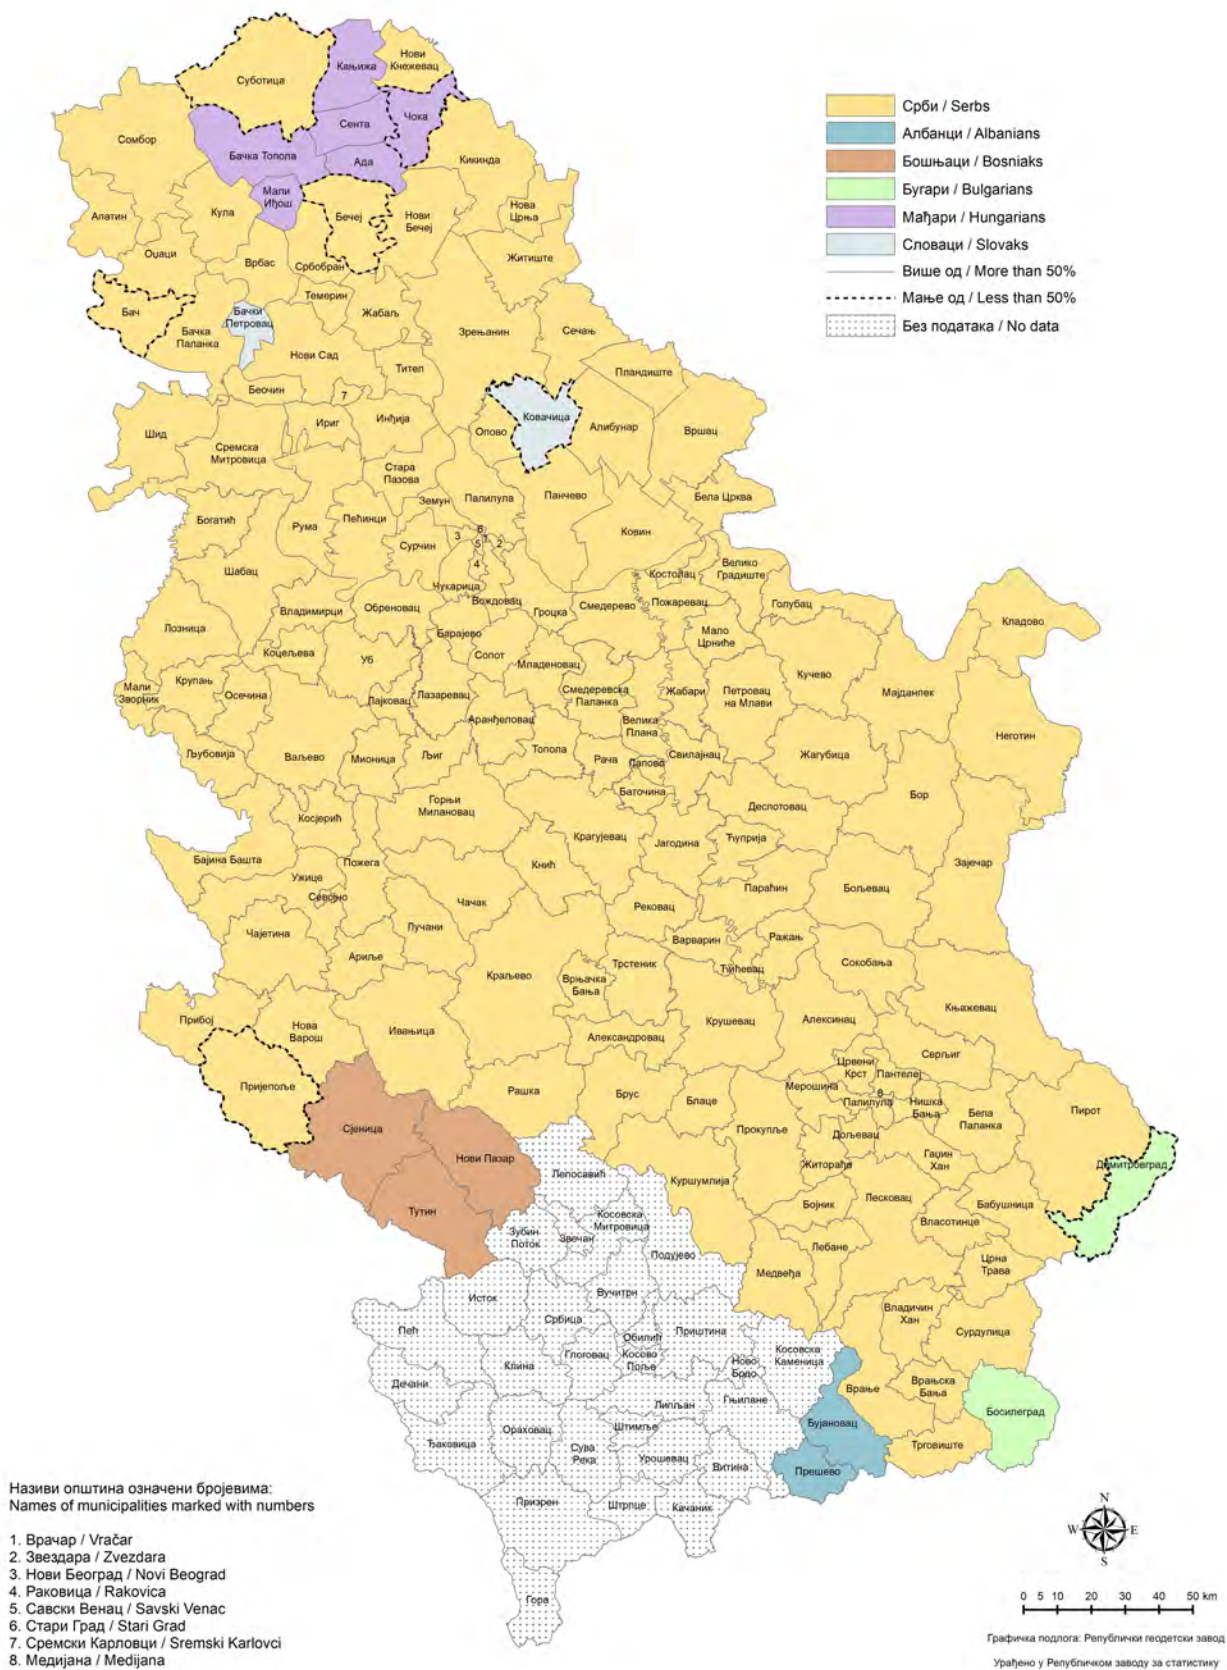 Суботица
Кањижа
Нови
Кнежевац
Сомбор
Сента
Чока
Бачка Топола
Ада
Кикинда
Мали
Иђош
Апатин
Кула
Бечеј
Нови
Бечеј
Нова
Црња
Оџаци
Врбас
Србобран
Житиште
Темерин
Бач
Бачки
Петровац
Жабаљ
Бачка
Паланка
Зрењанин
Сечањ
Нови Сад
Тител
Пландиште
Беочин
7
Ковачица
Шид
Ириг
Инђија
Опово
Алибунар
Вршац
Сремска
Митровица
Стара
Пазова
Земун
Палилула
Панчево
Бела Црква
Богатић
Рума
Пећинци
Сурчин
3
6
1
5
2
4
Ковин
Шабац
Чукарица
Костолац
Велико
Градиште
Владимирци
Обреновац
Вождовац
Гроцка
Смедерево
Пожаревац
Голубац
Кладово
Лозница
Барајево
Мало
Црниће
Коцељева
Уб
Сопот
Младеновац
Кучево
Мали
Зворник
Крупањ
Осечина
Лајковац
Лазаревац
Смедеревска
Паланка
Жабари
Петровац
на Млави
Мајданпек
Аранђеловац
Велика
Плана
Неготин
Љубовија
Ваљево
Мионица
Љиг
Топола
Рача
Лапово
Свилајнац
Жагубица
Баточина
Бор
Горњи
Милановац
Деспотовац
Косјерић
Крагујевац
Јагодина
Ћуприја
Бајина Башта
Пожега
Кнић
Зајечар
Ужице
Севојно
Параћин
Бољевац
Чачак
Рековац
Чајетина
Лучани
Варварин
Ражањ
Ариље
Трстеник
Ћићевац
Сокобања
Краљево
Врњачка
Бања
Прибој
Нова
Варош
Ивањица
Крушевац
Алексинац
Књажевац
Александровац
Сврљиг
Црвени
Крст
Пантелеј
Пријепоље
Рашка
Брус
Блаце
Мерошина
8
Палилула
Нишка
Бања
Бела
Паланка
Пирот
Сјеница
Прокупље
Дољевац
Нови Пазар
Лепосавић
Куршумлија
Житорађа
Гаџин
Хан
Димитровград
Тутин
Косовска
Митровица
Бојник
Лесковац
Бабушница
Зубин
Поток
Звечан
Власотинце
Подујево
Лебане
Медвеђа
Црна
Трава
Исток
Вучитрн
Владичин
Хан
Пећ
Србица
Обилић
Приштина
Сурдулица
Клина
Глоговац
Косово
Поље
Ново
Брдо
Косовска
Каменица
Дечани
Врање
Врањска
Бања
Гњилане
Липљан
Босилеград
Ђаковица
Ораховац
Штимље
Бујановац
Сува
Река
Урошевац
Витина
Прешево
Трговиште
Призрен
Штрпце
Качаник
Гора
Срби / Serbs
Албанци / Albanians
Бошњаци / Bosniaks
Бугари / Bulgarians
Мађари / Hungarians
Словаци / Slovaks
Више од / More than 50%
Мање од / Less than 50%
Без података / No data
Називи општина означени бројевима:
Names of municipalities marked with numbers
1. Врачар / Vračar
2. Звездара / Zvezdara
3. Нови Београд / Novi Beograd
4. Раковица / Rakovica
5. Савски Венац / Savski Venac
6. Стари Град / Stari Grad
7. Сремски Карловци / Sremski Karlovci
8. Медијана / Medijana
N
W E
S
0 5 10 20 30 40 50 km
Графичка подлога: Републички геодетски завод
Урађено у Републичком заводу за статистику